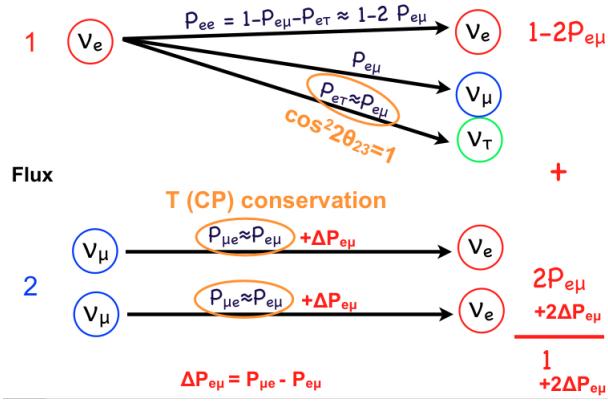 1
νe
Pee = 1-Peμ-Peτ ≈ 1-2 Peμ
νe
1-2Peμ
Peμ
νμ
Peτ≈Peμ
cos²2θ23=1
ντ
Flux
+
T (CP) conservation
νμ
Pμe≈Peμ
+ΔPeμ
νe
2
2Peμ
+2ΔPeμ
νμ
Pμe≈Peμ
+ΔPeμ
νe
1
+2ΔPeμ
ΔPeμ = Pμe - Peμ